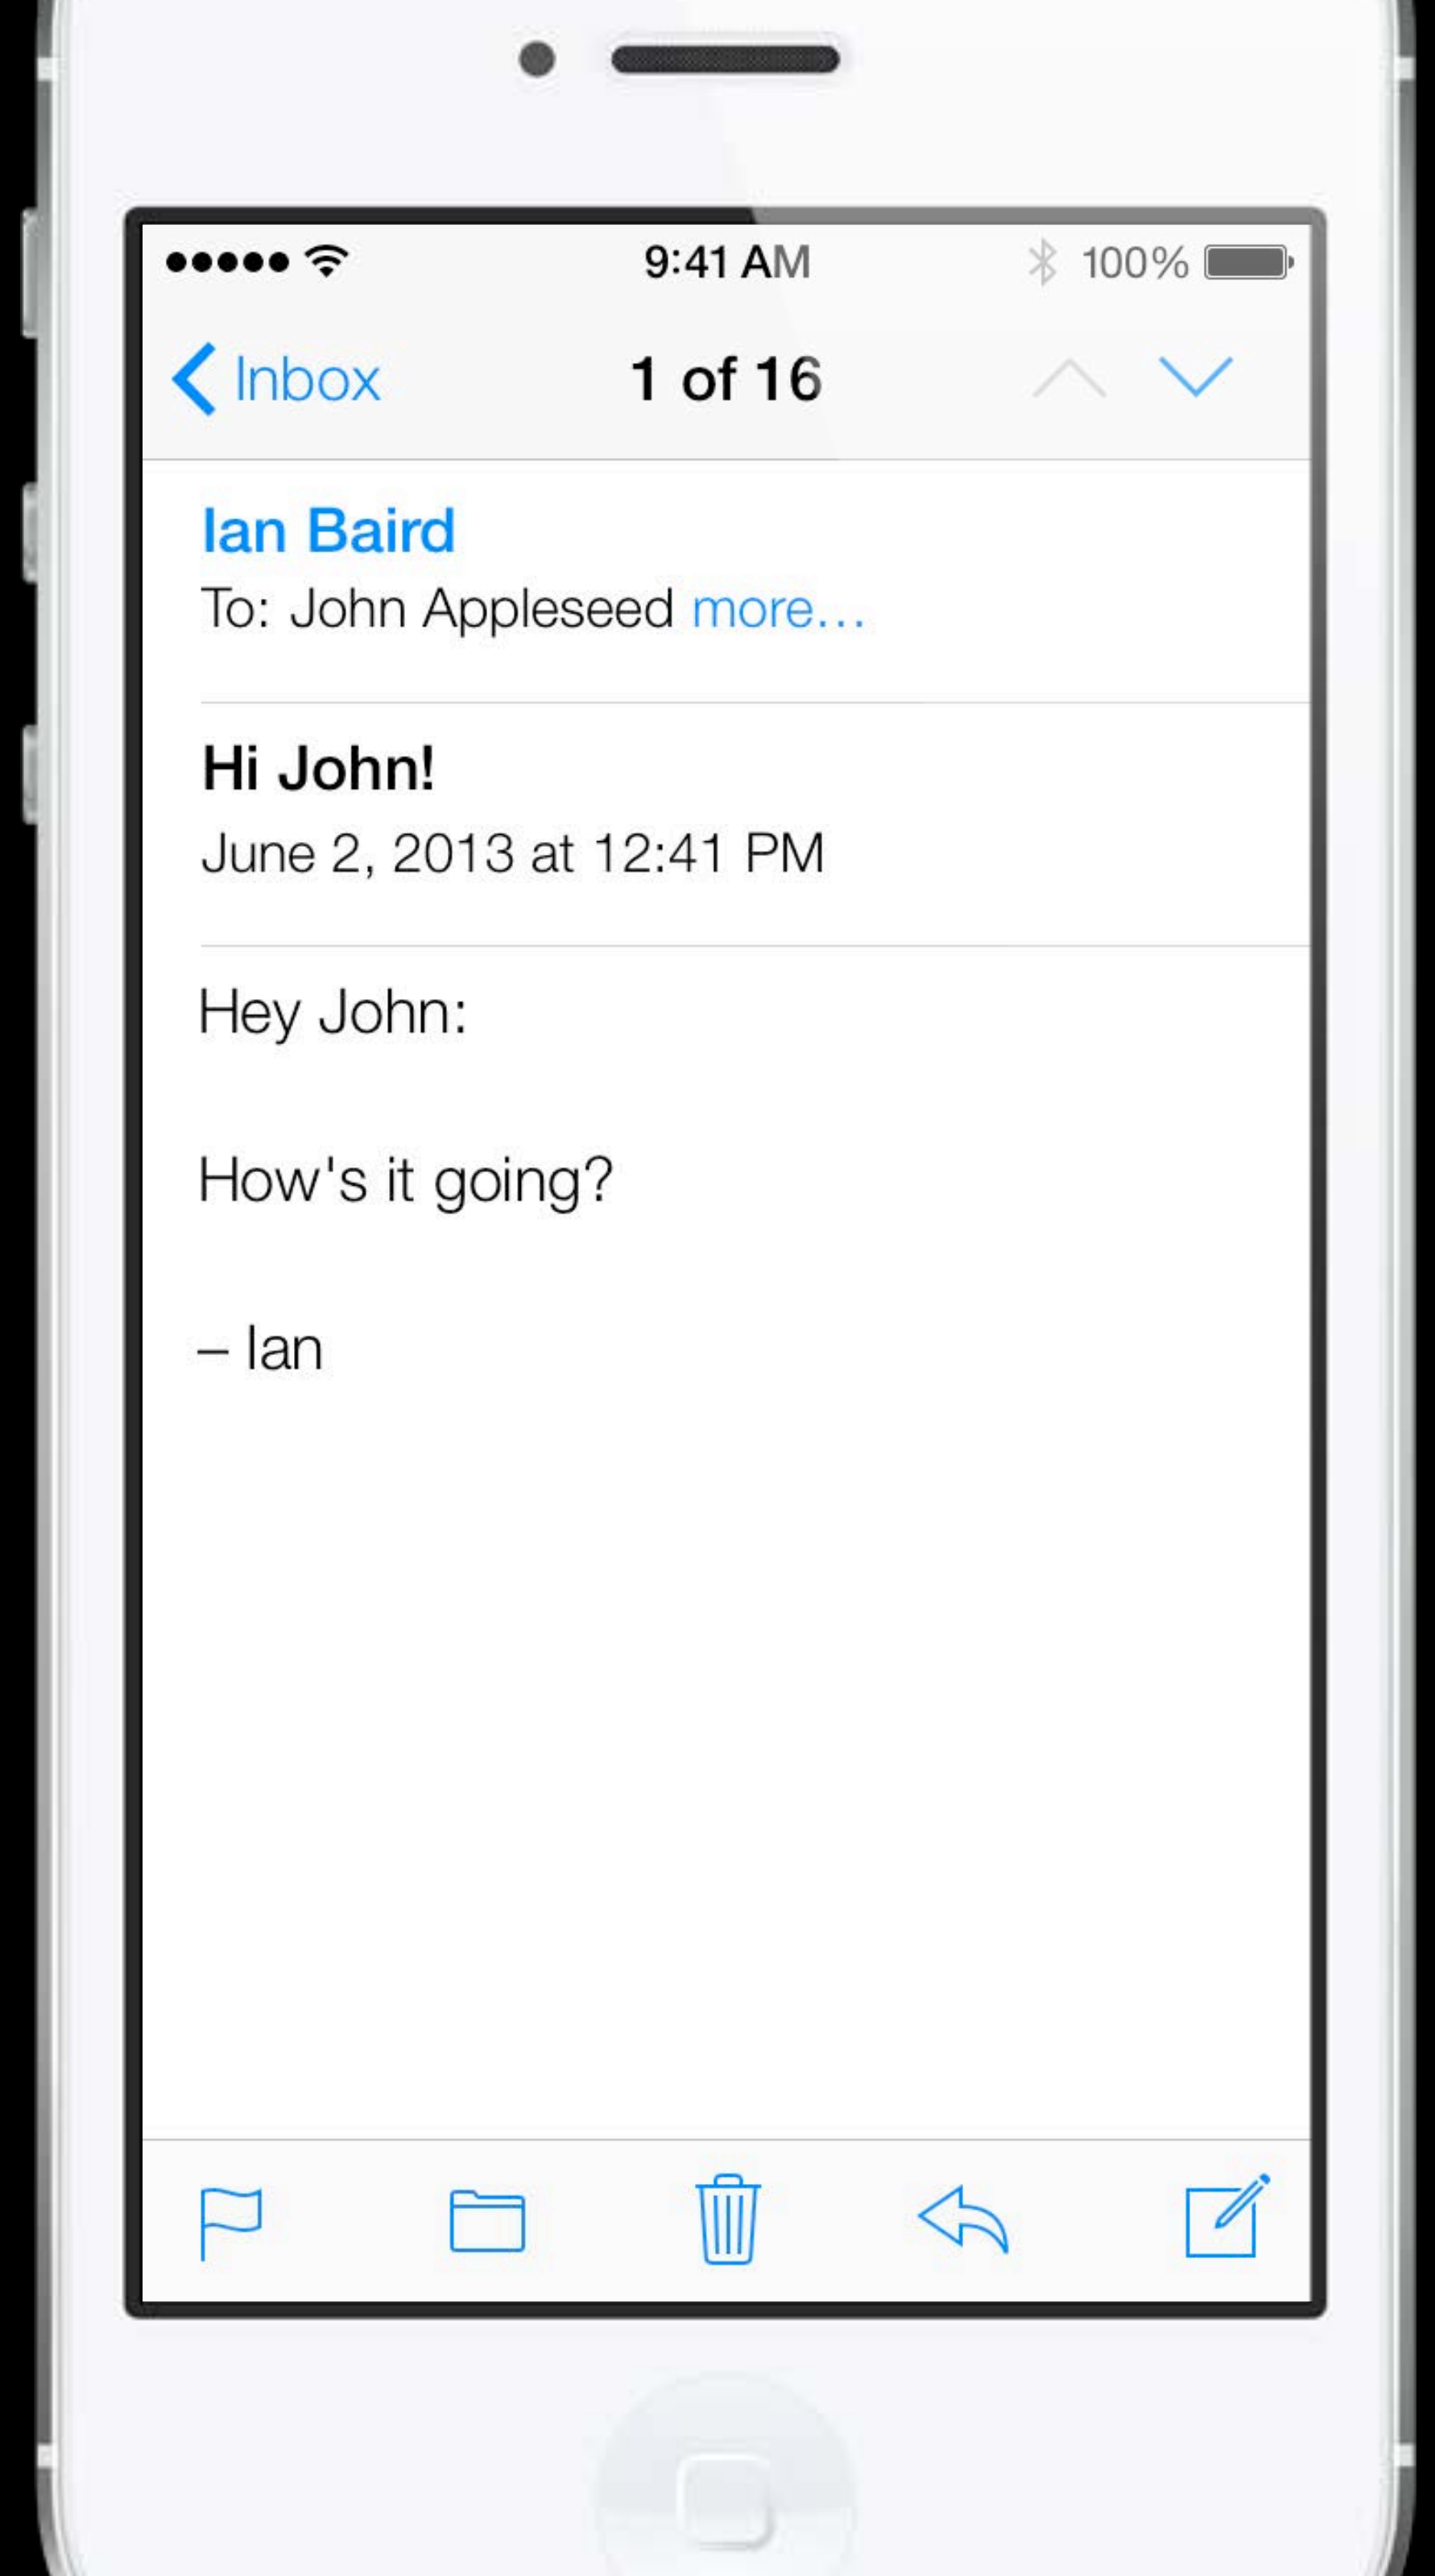 9:41 AM 100%
Inbox 1 of 16
Ian Baird
To: John Appleseed more...
Hi John!
June 2, 2013 at 12:41 PM
Hey John:
How's it going?
– Ian